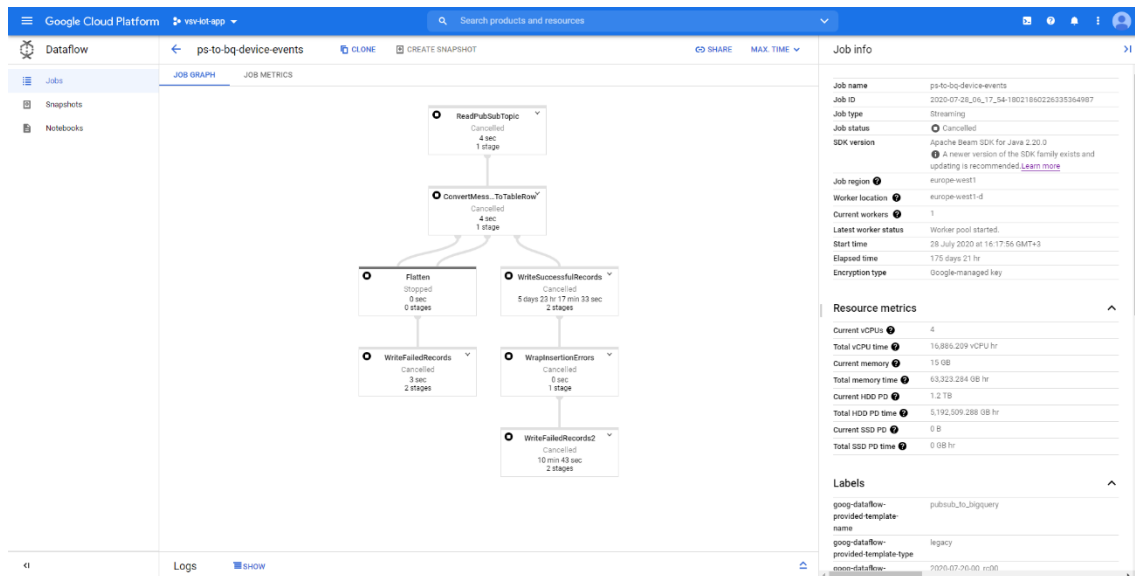 Google Cloud Platform
vsv-iot-app
Search products and resources
Dataflow
ps-to-bq-device-events
CLONE
CREATE SNAPSHOT
SHARE
MAX. TIME
Job info
Jobs
Snapshots
Notebooks
JOB GRAPH
JOB METRICS
ReadPubSubTopic
Cancelled
4 sec
1 stage
ConvertMess...ToTableRow
Cancelled
4 sec
1 stage
Flatten
Stopped
0 sec
0 stages
WriteSuccessfulRecords
Cancelled
5 days 23 hr 17 min 33 sec
2 stages
WriteFailedRecords
Cancelled
3 sec
2 stages
WrapInsertionErrors
Cancelled
0 sec
1 stage
WriteFailedRecords2
Cancelled
10 min 43 sec
2 stages
Logs
SHOW
Job name ps-to-bq-device-events
Job ID 2020-07-28_06_17_54-18021860226335364987
Job type Streaming
Job status Cancelled
SDK version Apache Beam SDK for Java 2.20.0
A newer version of the SDK family exists and
updating is recommended.Learn more
Job region europe-west1
Worker location europe-west1-d
Current workers 1
Latest worker status Worker pool started.
Start time 28 July 2020 at 16:17:56 GMT+3
Elapsed time 175 days 21 hr
Encryption type Google-managed key
Resource metrics
Current vCPUs 4
Total vCPU time 16,886.209 vCPU hr
Current memory 15 GB
Total memory time 63,323.284 GB hr
Current HDD PD 1.2 TB
Total HDD PD time 5,192,509.288 GB hr
Current SSD PD 0 B
Total SSD PD time 0 GB hr
Labels
goog-dataflow- pubsub_to_bigquery
provided-template-
name
goog-dataflow- legacy
provided-template-type
goog-dataflow- 2020-07-20-00_rc00